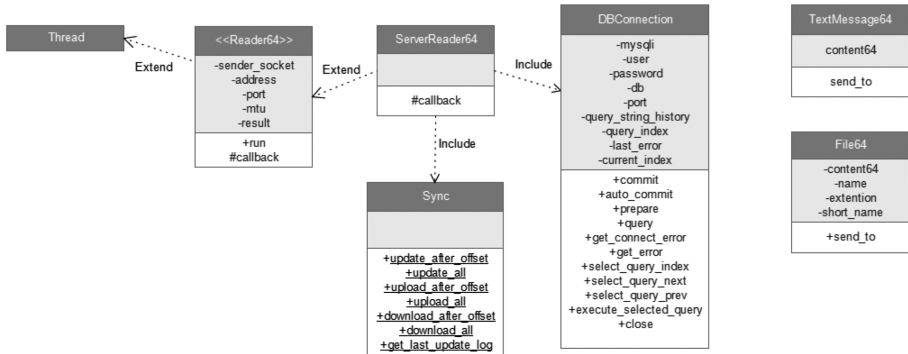 Thread
Extend
<<Reader64>>
-sender_socket
-address
-port
-mtu
-result
+run
#callback
Extend
ServerReader64
#callback
Include
Include
Sync
+update_after_offset
+update_all
+upload_after_offset
+upload_all
+download_after_offset
+download_all
+get_last_update_log
DBConnection
-mysqli
-user
-password
-db
-port
-query_string_history
-query_index
-last_error
-current_index
+commit
+auto_commit
+prepare
+query
+get_connect_error
+get_error
+select_query_index
+select_query_next
+select_query_prev
+execute_selected_query
+close
TextMessage64
content64
send_to
File64
-content64
-name
-extention
-short_name
+send_to